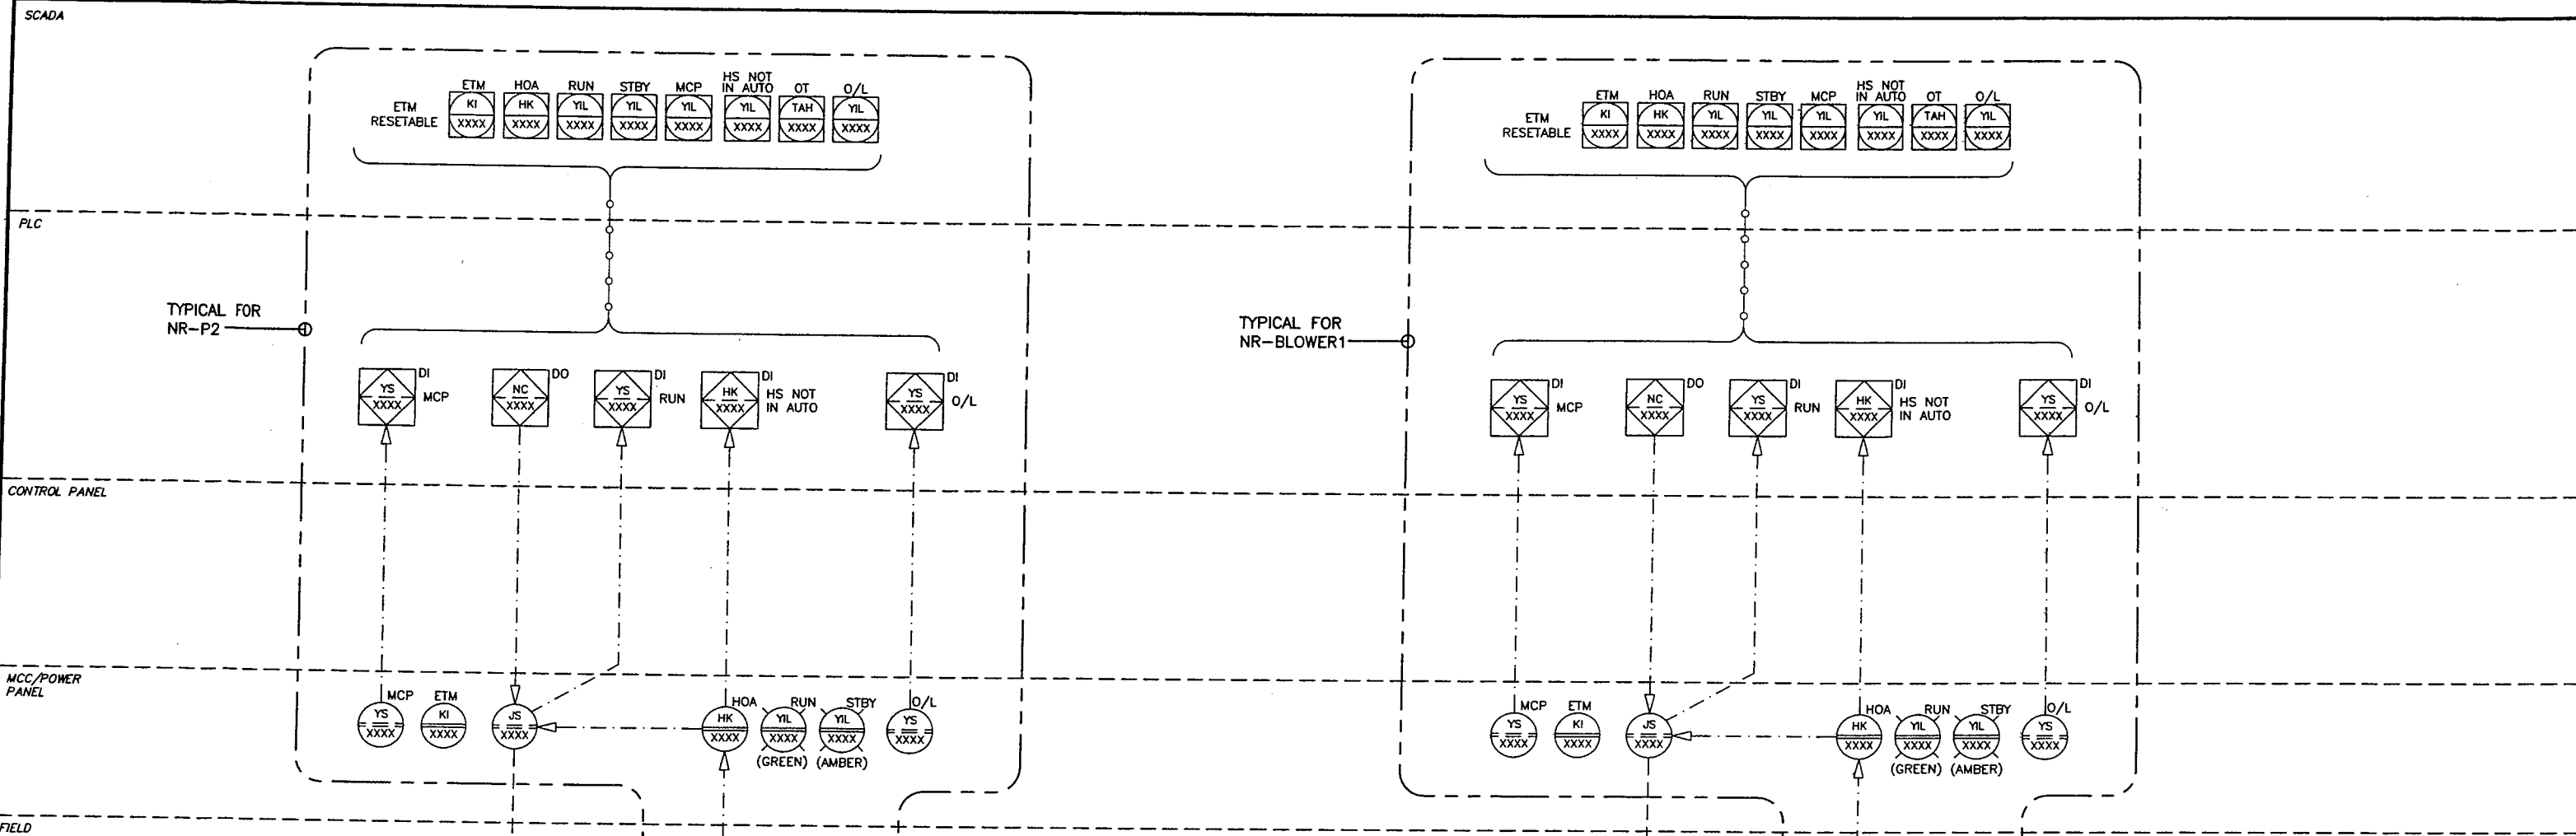 SCADA
ETM HOA RUN STBY MCP HS NOT IN AUTO OT O/L
ETM RESETABLE
KI HK YIL YIL YIL YIL TAH YIL
XXXX XXXX XXXX XXXX XXXX XXXX XXXX XXXX
ETM HOA RUN STBY MCP HS NOT IN AUTO OT O/L
ETM RESETABLE
KI HK YIL YIL YIL YIL TAH YIL
XXXX XXXX XXXX XXXX XXXX XXXX XXXX XXXX
PLC
TYPICAL FOR
NR-P2
DI DO DI DI DI
YS NC YS HK YS
XXXX XXXX XXXX XXXX XXXX
MCP RUN HS NOT IN AUTO O/L
TYPICAL FOR
NR-BLOWER1
DI DO DI DI DI
YS NC YS HK YS
XXXX XXXX XXXX XXXX XXXX
MCP RUN HS NOT IN AUTO O/L
CONTROL PANEL
MCC/POWER
PANEL
MCP ETM HOA RUN STBY O/L
YS KI JS HK YIL YIL YS
XXXX XXXX XXXX XXXX XXXX XXXX XXXX
(GREEN) (AMBER)
MCP ETM HOA RUN STBY O/L
YS KI JS HK YIL YIL YS
XXXX XXXX XXXX XXXX XXXX XXXX XXXX
(GREEN) (AMBER)
FIELD